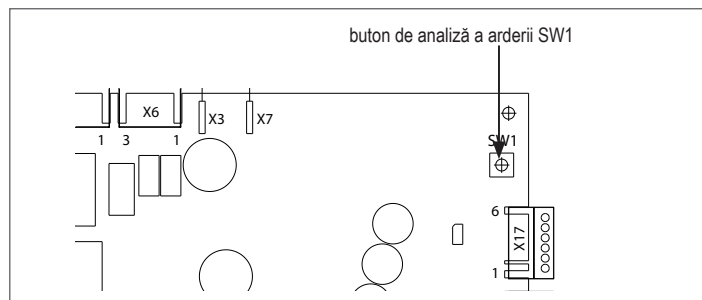 buton de analiză a arderii SW1
X6
X3
X7
1
3
1
SW1
6
X17
1